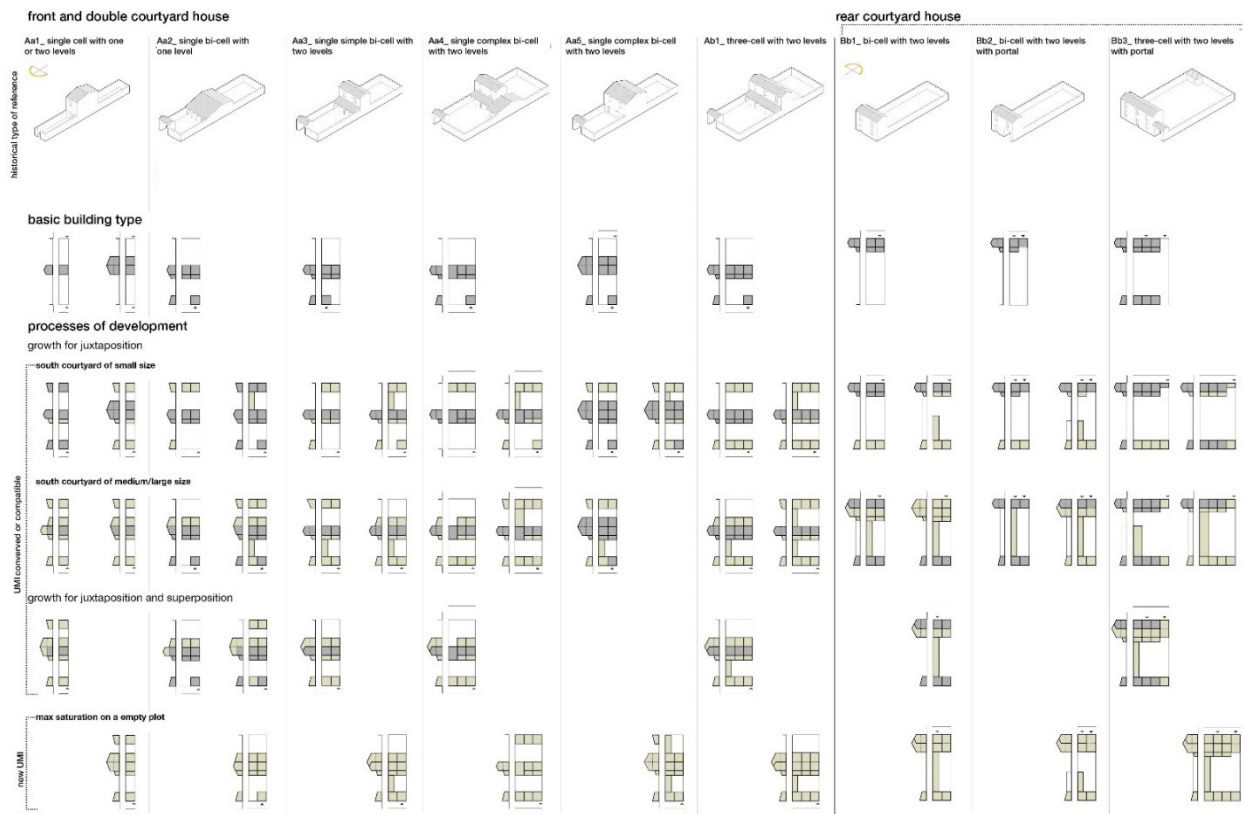 front and double courtyard house
rear courtyard house
Aa1_ single cell with one
or two levels
Aa2_ single bi-cell with
one level
Aa3_ single simple bi-cell with
two levels
Aa4_ single complex bi-cell
with two levels
Aa5_ single complex bi-cell
with two levels
Ab1_ three-cell with two levels
Bb1_ bi-cell with two levels
Bb2_ bi-cell with two levels
with portal
Bb3_ three-cell with two levels
with portal
historical type of reference
basic building type
processes of development
growth for juxtaposition
south courtyard of small size
south courtyard of medium/large size
UMI converved or compatible
growth for juxtaposition and superposition
max saturation on a empty plot
new UMI